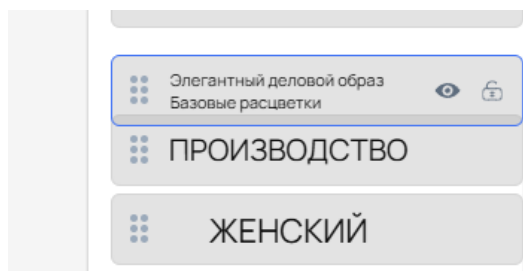 Элегантный деловой образ
Базовые расцветки
ПРОИЗВОДСТВО
ЖЕНСКИЙ